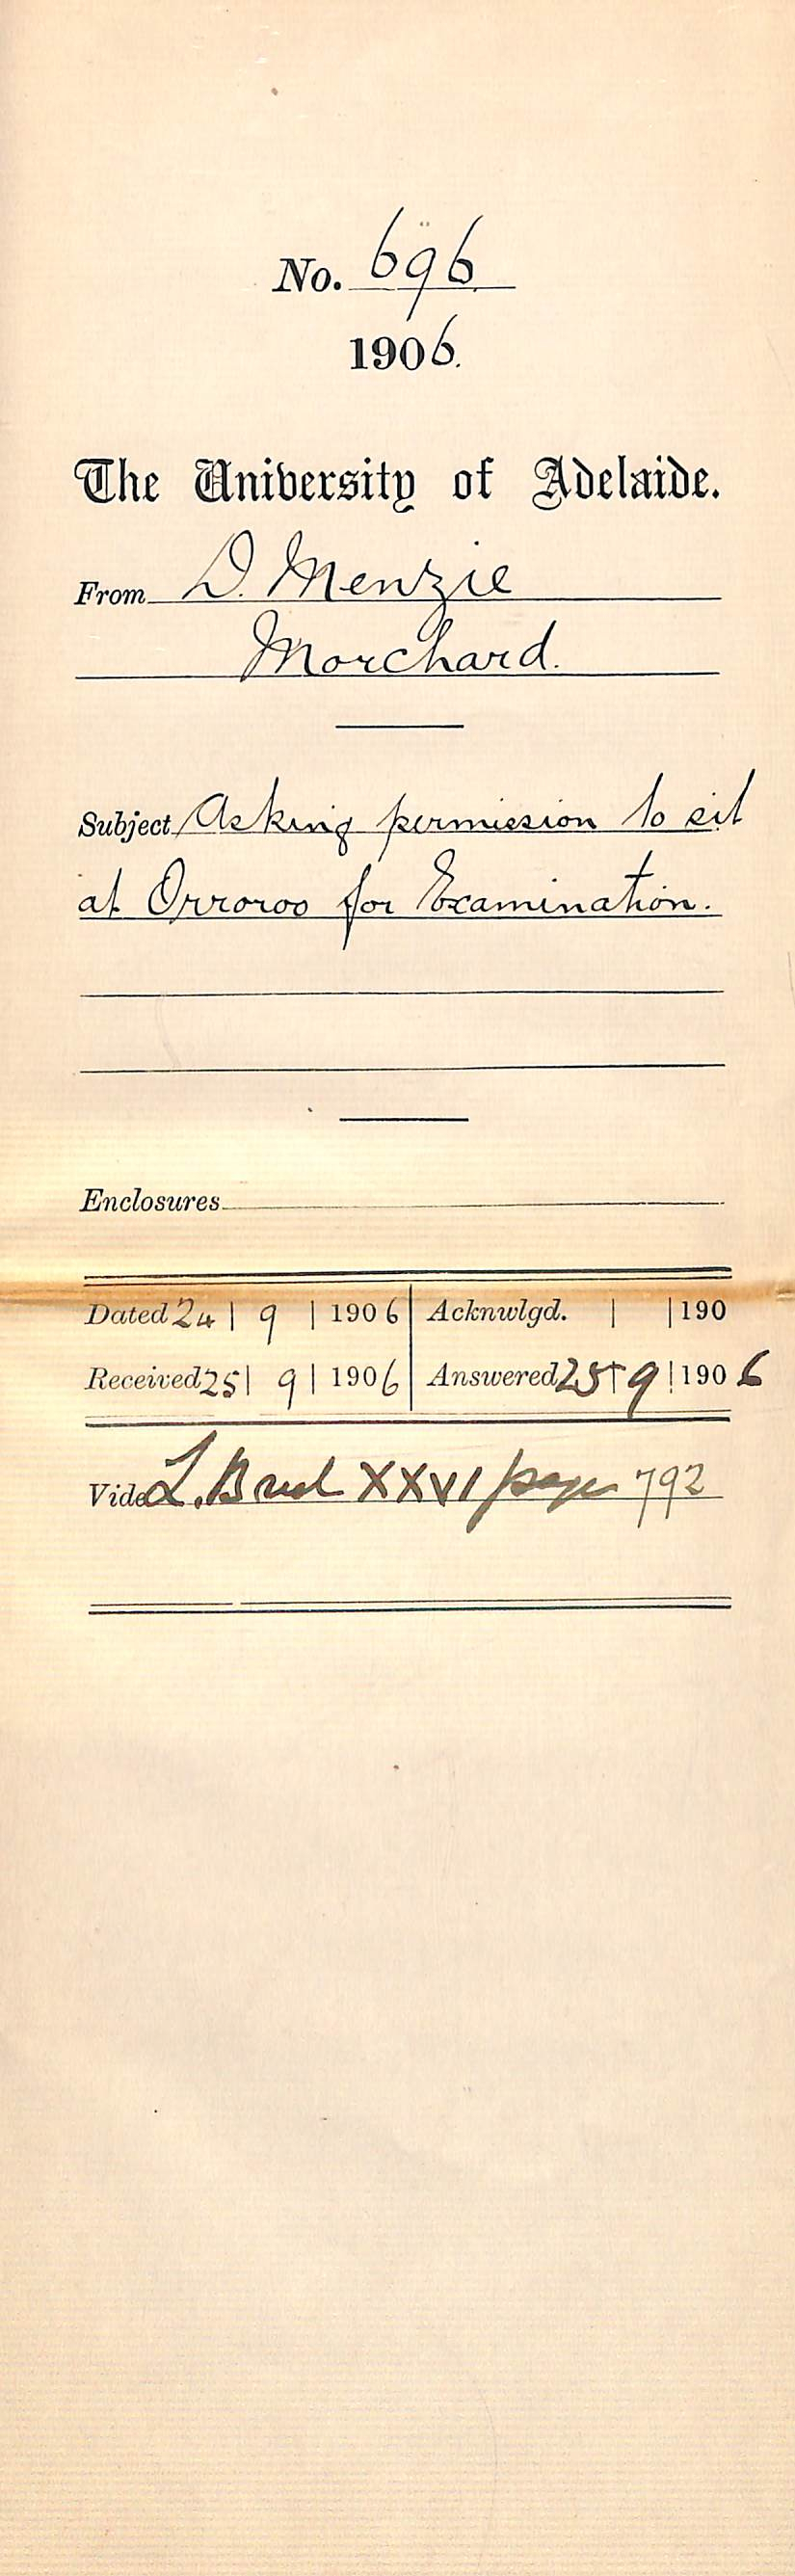 No. 696
1906.
The University of Adelaide.
From D. Menzie
Morchard.
Subject Asking permission to sit
at Orroroo for Examination.
Enclosures
Dated 24 | 9 | 1906 Acknwlgd. | | 190
Received 25 | 9 | 1906 Answered 25 | 9 | 1906
Vide L. XXVI page 792